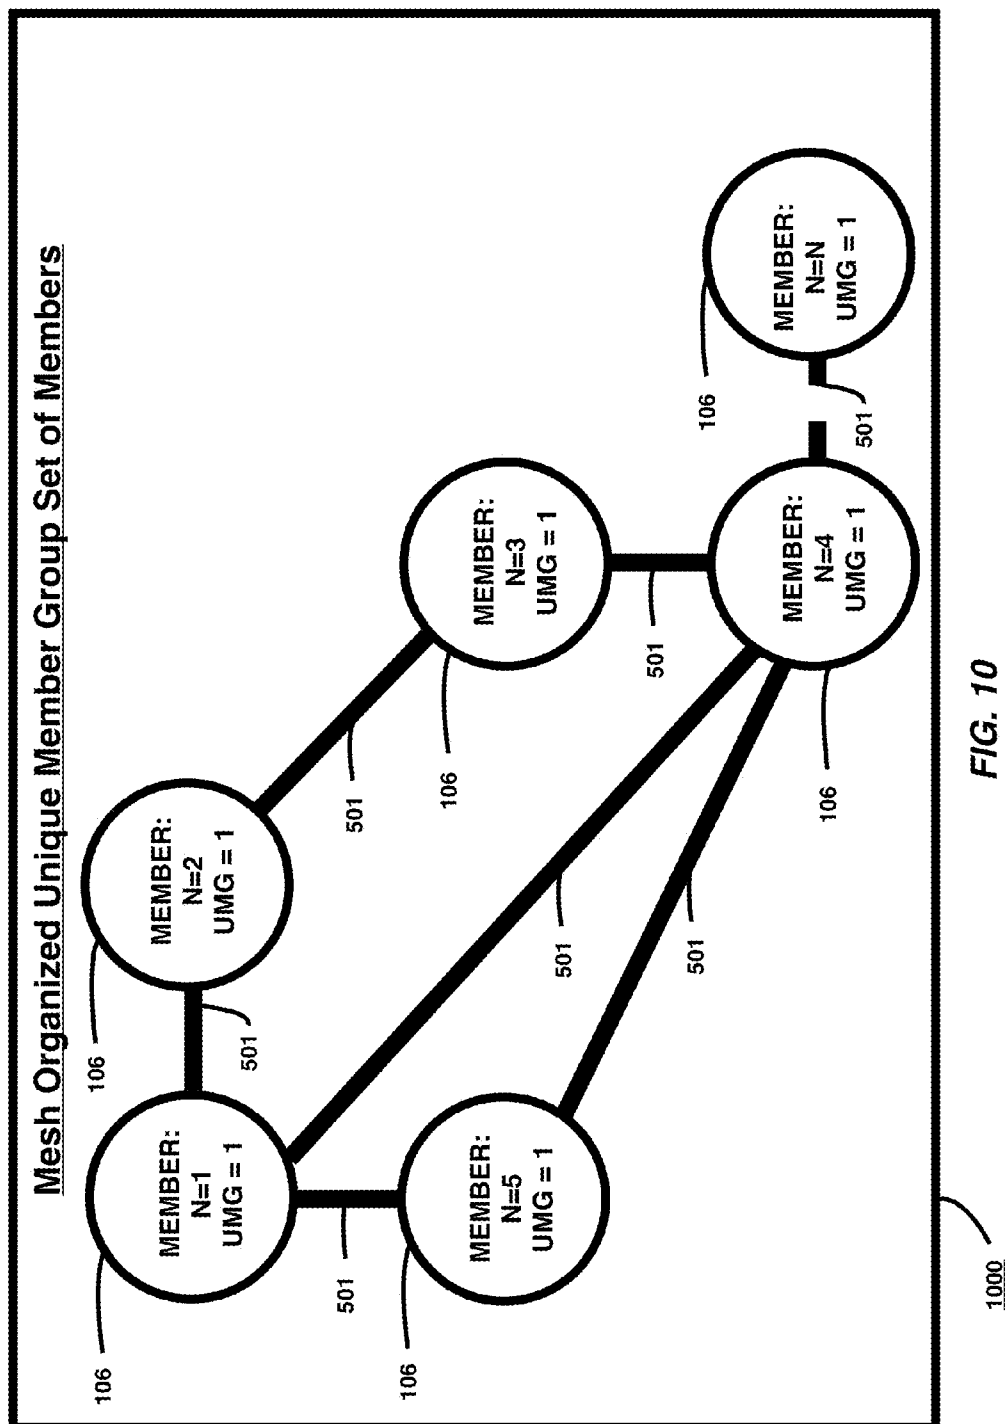 Mesh Organized Unique Member Group Set of Members
106
MEMBER:
N=1
UMG = 1
106
501
MEMBER:
N=2
UMG = 1
501
501
106
MEMBER:
N=5
UMG = 1
501
501
106
MEMBER:
N=3
UMG = 1
501
106
MEMBER:
N=4
UMG = 1
501
106
MEMBER:
N=N
UMG = 1
106
1000
FIG. 10